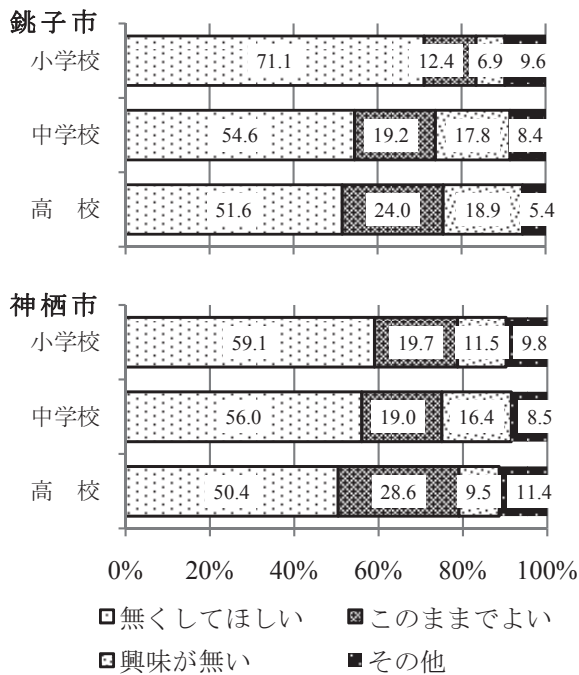 銚子市
小学校 71.1 12.4 6.9 9.6
中学校 54.6 19.2 17.8 8.4
高 校 51.6 24.0 18.9 5.4
神栖市
小学校 59.1 19.7 11.5 9.8
中学校 56.0 19.0 16.4 8.5
高 校 50.4 28.6 9.5 11.4
0% 20% 40% 60% 80% 100%
無くしてほしい このままでよい
興味が無い その他